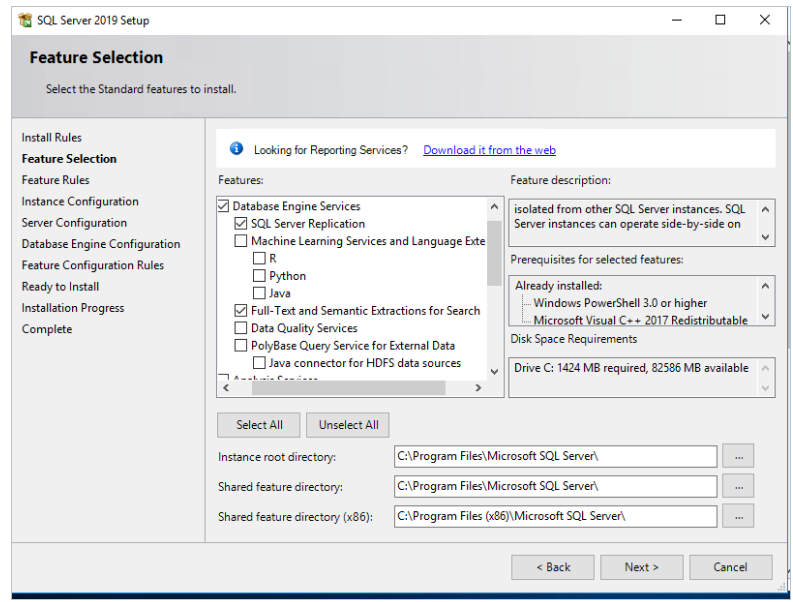 SQL Server 2019 Setup
Feature Selection
Select the Standard features to install.
Install Rules
Feature Selection
Feature Rules
Instance Configuration
Server Configuration
Database Engine Configuration
Feature Configuration Rules
Ready to Install
Installation Progress
Complete
Looking for Reporting Services? Download it from the web
Features:
Database Engine Services
SQL Server Replication
Machine Learning Services and Language Exte
R
Python
Java
Full-Text and Semantic Extractions for Search
Data Quality Services
PolyBase Query Service for External Data
Java connector for HDFS data sources
Analysis Services
Feature description:
isolated from other SQL Server instances. SQL
Server instances can operate side-by-side on
Prerequisites for selected features:
Already installed:
Windows PowerShell 3.0 or higher
Microsoft Visual C++ 2017 Redistributable
Disk Space Requirements
Drive C: 1424 MB required, 82586 MB available
Select All
Unselect All
Instance root directory:
C:\Program Files\Microsoft SQL Server\
...
Shared feature directory:
C:\Program Files\Microsoft SQL Server\
...
Shared feature directory (x86):
C:\Program Files (x86)\Microsoft SQL Server\
...
< Back
Next >
Cancel